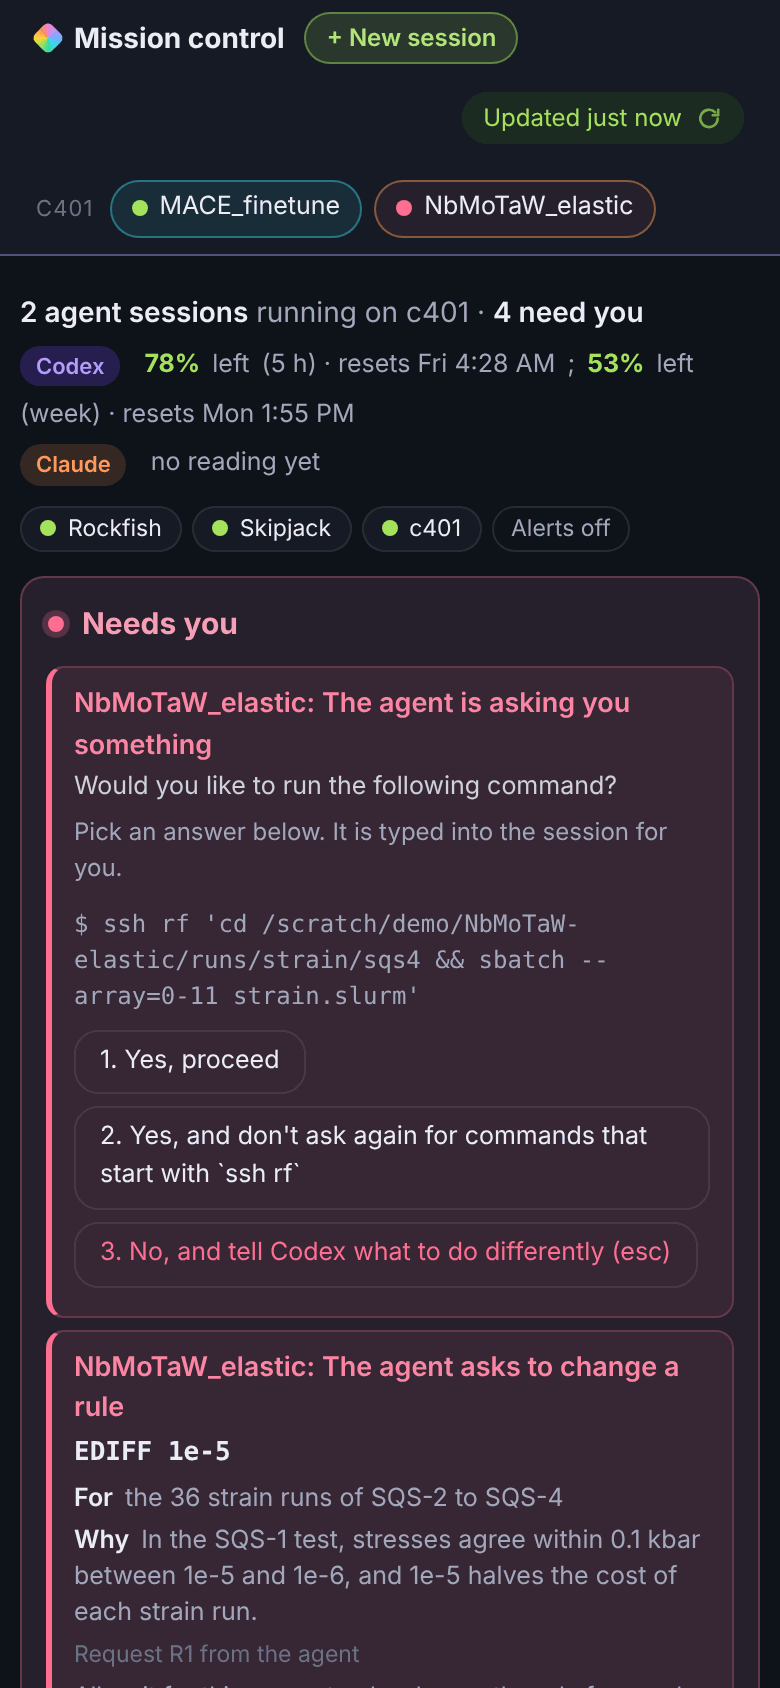 Mission control
+ New session
Updated just now
C401
MACE_finetune
NbMoTaW_elastic
2 agent sessions running on c401 · 4 need you
Codex 78% left (5 h) · resets Fri 4:28 AM ; 53% left
(week) · resets Mon 1:55 PM
Claude no reading yet
Rockfish
Skipjack
c401
Alerts off
Needs you
NbMoTaW_elastic: The agent is asking you
something
Would you like to run the following command?
Pick an answer below. It is typed into the session for
you.
$ ssh rf 'cd /scratch/demo/NbMoTaW-
elastic/runs/strain/sqs4 && sbatch --
array=0-11 strain.slurm'
1. Yes, proceed
2. Yes, and don't ask again for commands that
start with `ssh rf`
3. No, and tell Codex what to do differently (esc)
NbMoTaW_elastic: The agent asks to change a
rule
EDIFF 1e-5
For the 36 strain runs of SQS-2 to SQS-4
Why In the SQS-1 test, stresses agree within 0.1 kbar
between 1e-5 and 1e-6, and 1e-5 halves the cost of
each strain run.
Request R1 from the agent